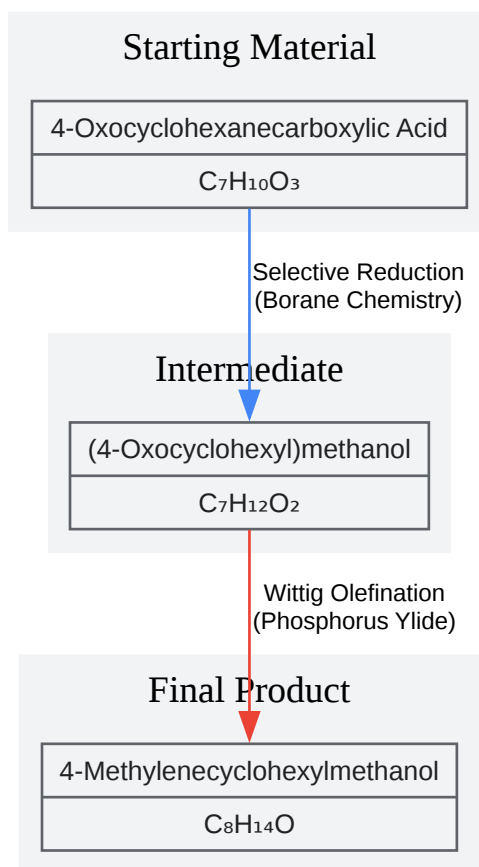 Starting Material
4-Oxocyclohexanecarboxylic Acid
C₇H₁₀O₃
Selective Reduction
(Borane Chemistry)
Intermediate
(4-Oxocyclohexyl)methanol
C₇H₁₂O₂
Wittig Olefination
(Phosphorus Ylide)
Final Product
4-Methylenecyclohexylmethanol
C₈H₁₄O